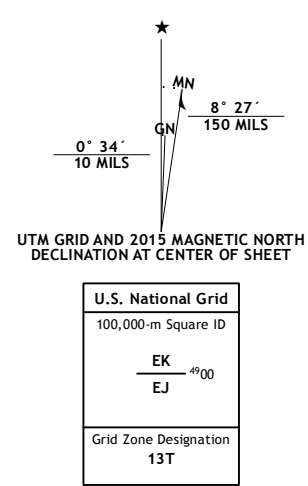 ★
MN
8° 27´
150 MILS
GN
0° 34´
10 MILS
UTM GRID AND 2015 MAGNETIC NORTH
DECLINATION AT CENTER OF SHEET
U.S. National Grid
100,000-m Square ID
EK
4900
EJ
Grid Zone Designation
13T